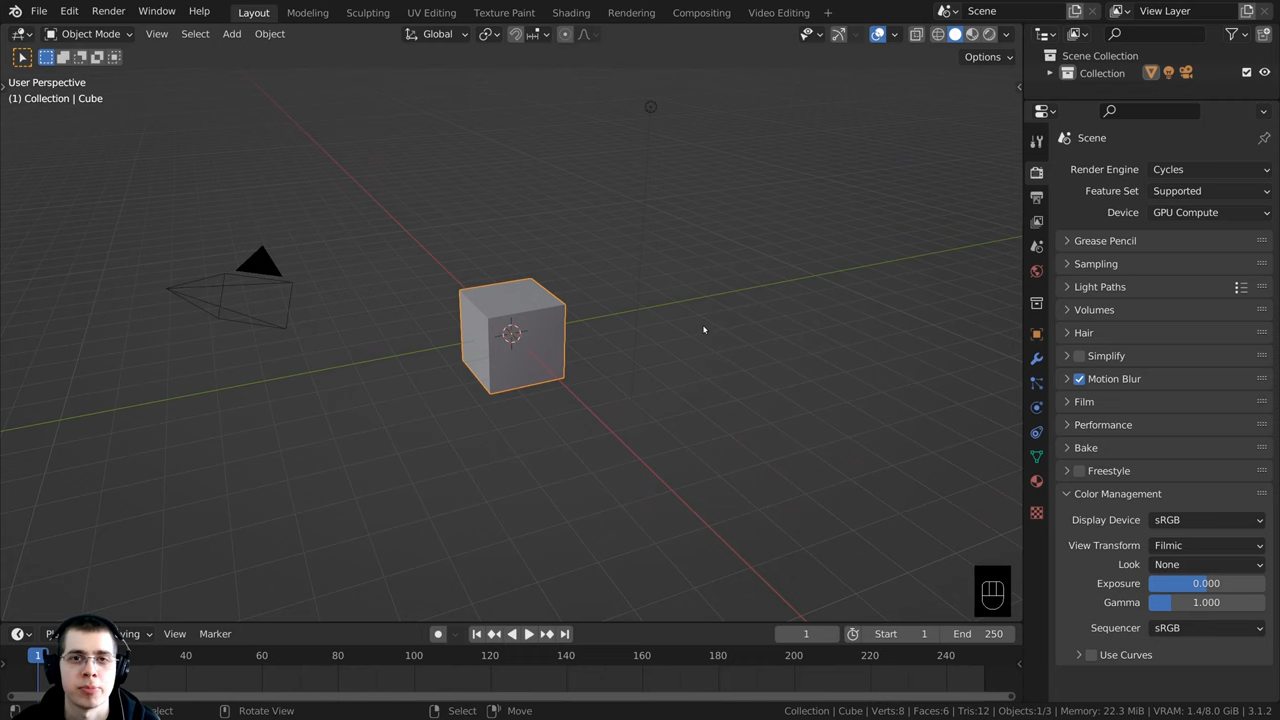 File Edit Render Window Help Layout Modeling Sculpting UV Editing Texture Paint Shading Rendering Compositing Video Editing + Scene View Layer
Object Mode View Select Add Object Global
Options
User Perspective
(1) Collection | Cube
Scene Collection
Collection
Scene
Render Engine Cycles
Feature Set Supported
Device GPU Compute
Grease Pencil
Sampling
Light Paths
Volumes
Hair
Simplify
Motion Blur
Film
Performance
Bake
Freestyle
Color Management
Display Device sRGB
View Transform Filmic
Look None
Exposure 0.000
Gamma 1.000
Sequencer sRGB
Use Curves
View Marker 1 Start 1 End 250
1 40 60 80 100 120 140 160 180 200 220 240
Rotate View Select Move Collection | Cube | Verts:8 | Faces:6 | Tris:12 | Objects:1/3 | Memory: 22.3 MiB | VRAM: 1.4/8.0 GiB | 3.1.2